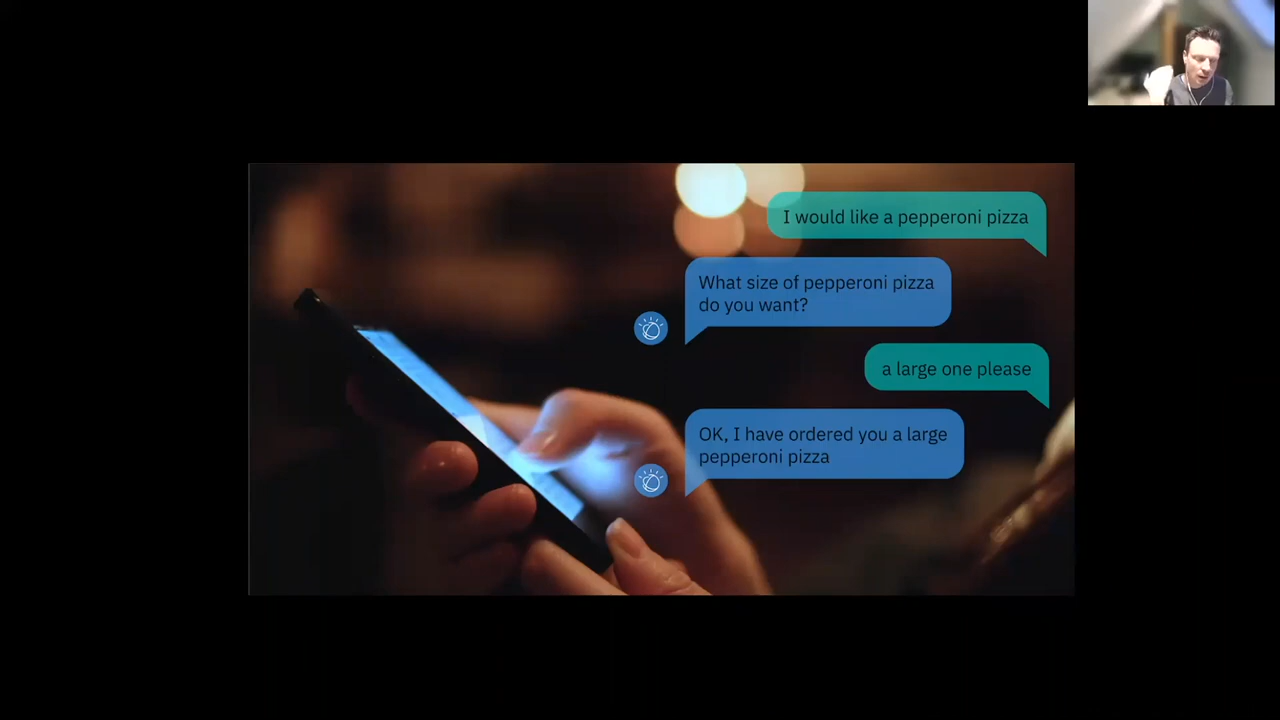 I would like a pepperoni pizza
What size of pepperoni pizza
do you want?
a large one please
OK, I have ordered you a large
pepperoni pizza